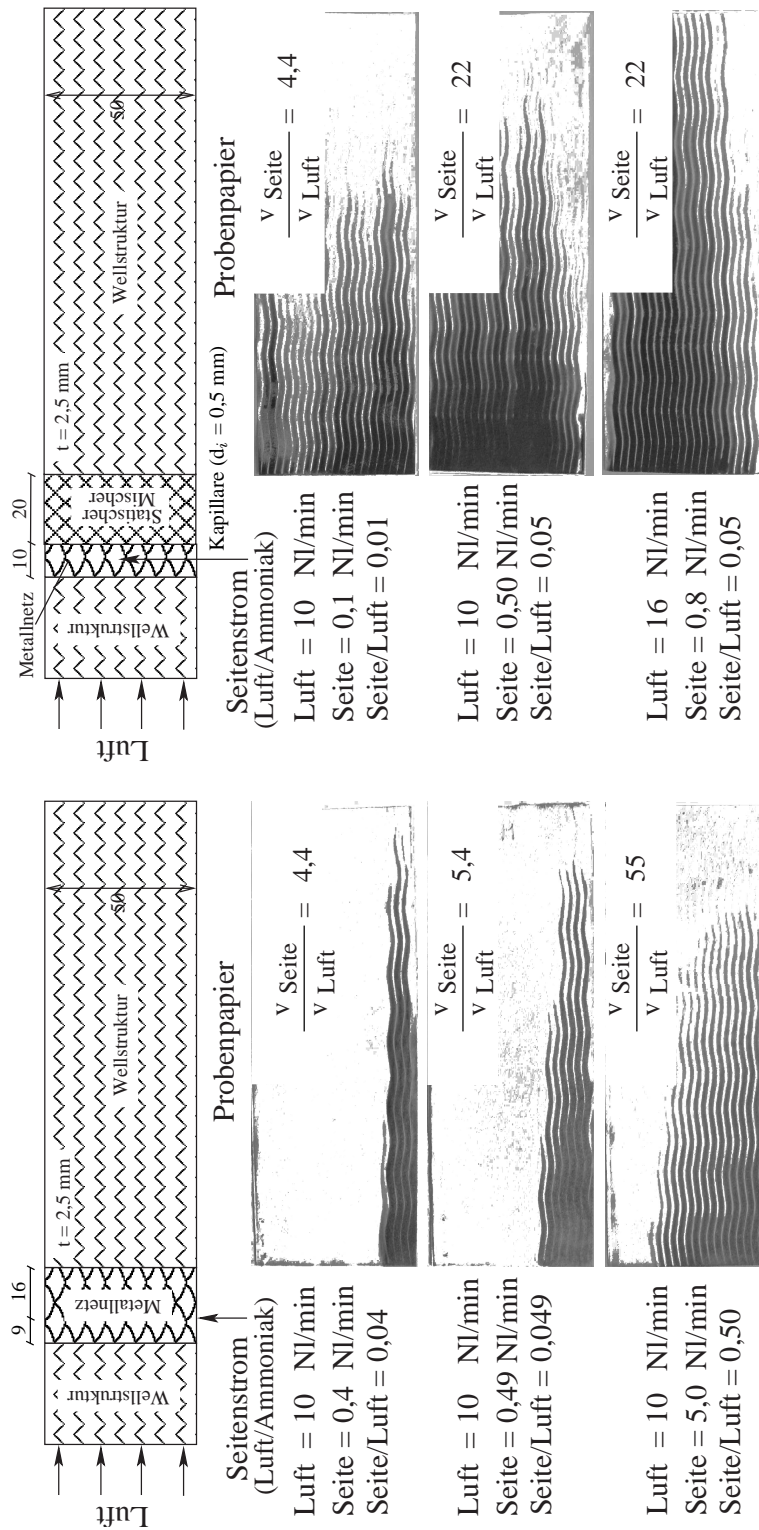 Luft
Wellstruktur
9
16
Metallnetz
t = 2,5 mm
Wellstruktur
50
Seitenstrom
(Luft/Ammoniak)
Probenpapier
Luft = 10 Nl/min
Seite = 0,4 Nl/min
Seite/Luft = 0,04
v Seite
v Luft
= 4,4
Luft = 10 Nl/min
Seite = 0,49 Nl/min
Seite/Luft = 0,049
v Seite
v Luft
= 5,4
Luft = 10 Nl/min
Seite = 5,0 Nl/min
Seite/Luft = 0,50
v Seite
v Luft
= 55
Luft
Wellstruktur
Metallnetz
10
20
Statischer
Mischer
t = 2,5 mm
Wellstruktur
50
Seitenstrom
(Luft/Ammoniak)
Kapillare (di = 0,5 mm)
Probenpapier
Luft = 10 Nl/min
Seite = 0,1 Nl/min
Seite/Luft = 0,01
v Seite
v Luft
= 4,4
Luft = 10 Nl/min
Seite = 0,50 Nl/min
Seite/Luft = 0,05
v Seite
v Luft
= 22
Luft = 16 Nl/min
Seite = 0,8 Nl/min
Seite/Luft = 0,05
v Seite
v Luft
= 22